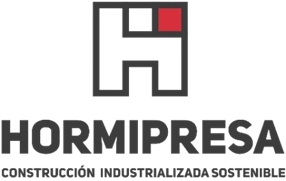 HORMIPRESA
CONSTRUCCIÓN INDUSTRIALIZADA SOSTENIBLE